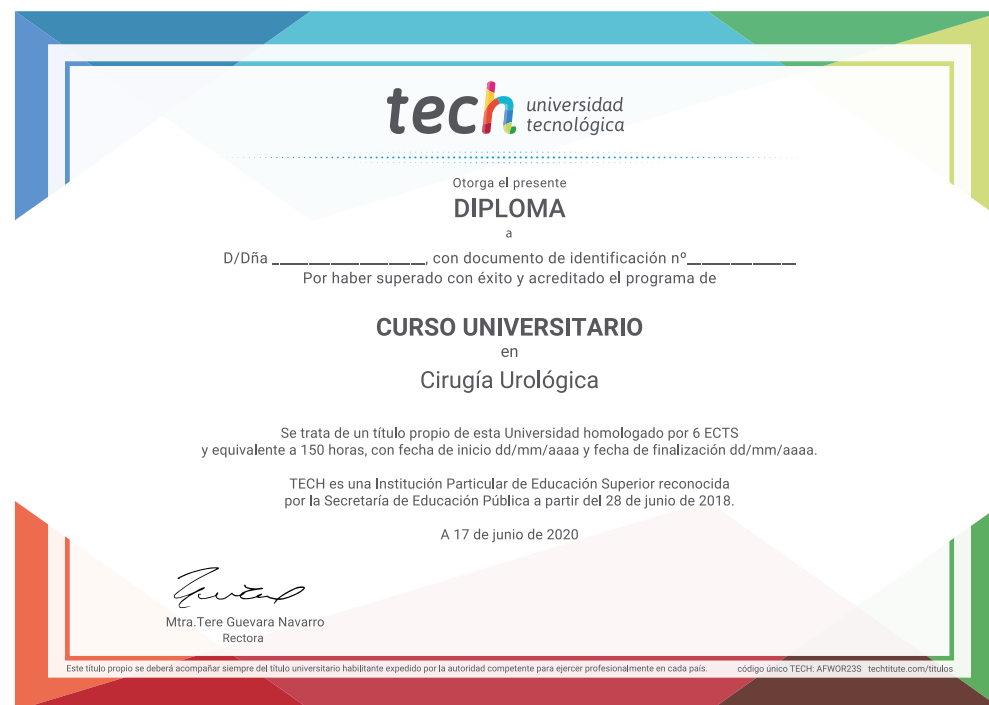 tech universidad
tecnológica
Otorga el presente
DIPLOMA
a
D/Dña ____________________, con documento de identificación nº______________
Por haber superado con éxito y acreditado el programa de
CURSO UNIVERSITARIO
en
Cirugía Urológica
Se trata de un título propio de esta Universidad homologado por 6 ECTS
y equivalente a 150 horas, con fecha de inicio dd/mm/aaaa y fecha de finalización dd/mm/aaaa.
TECH es una Institución Particular de Educación Superior reconocida
por la Secretaría de Educación Pública a partir del 28 de junio de 2018.
A 17 de junio de 2020
Mtra.Tere Guevara Navarro
Rectora
Este título propio se deberá acompañar siempre del título universitario habilitante expedido por la autoridad competente para ejercer profesionalmente en cada país. código único TECH: AFWOR23S techtitute.com/titulos